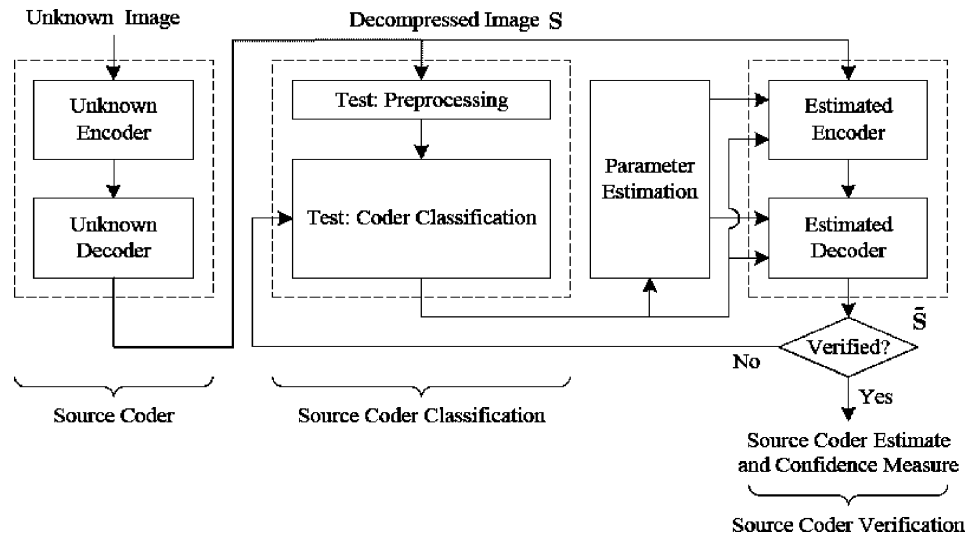 Unknown Image
Decompressed Image S
Unknown
Encoder
Test: Preprocessing
Estimated
Encoder
Parameter
Estimation
Unknown
Decoder
Test: Coder Classification
Estimated
Decoder
S̃
Verified?
No
Yes
Source Coder
Source Coder Classification
Source Coder Estimate
and Confidence Measure
Source Coder Verification